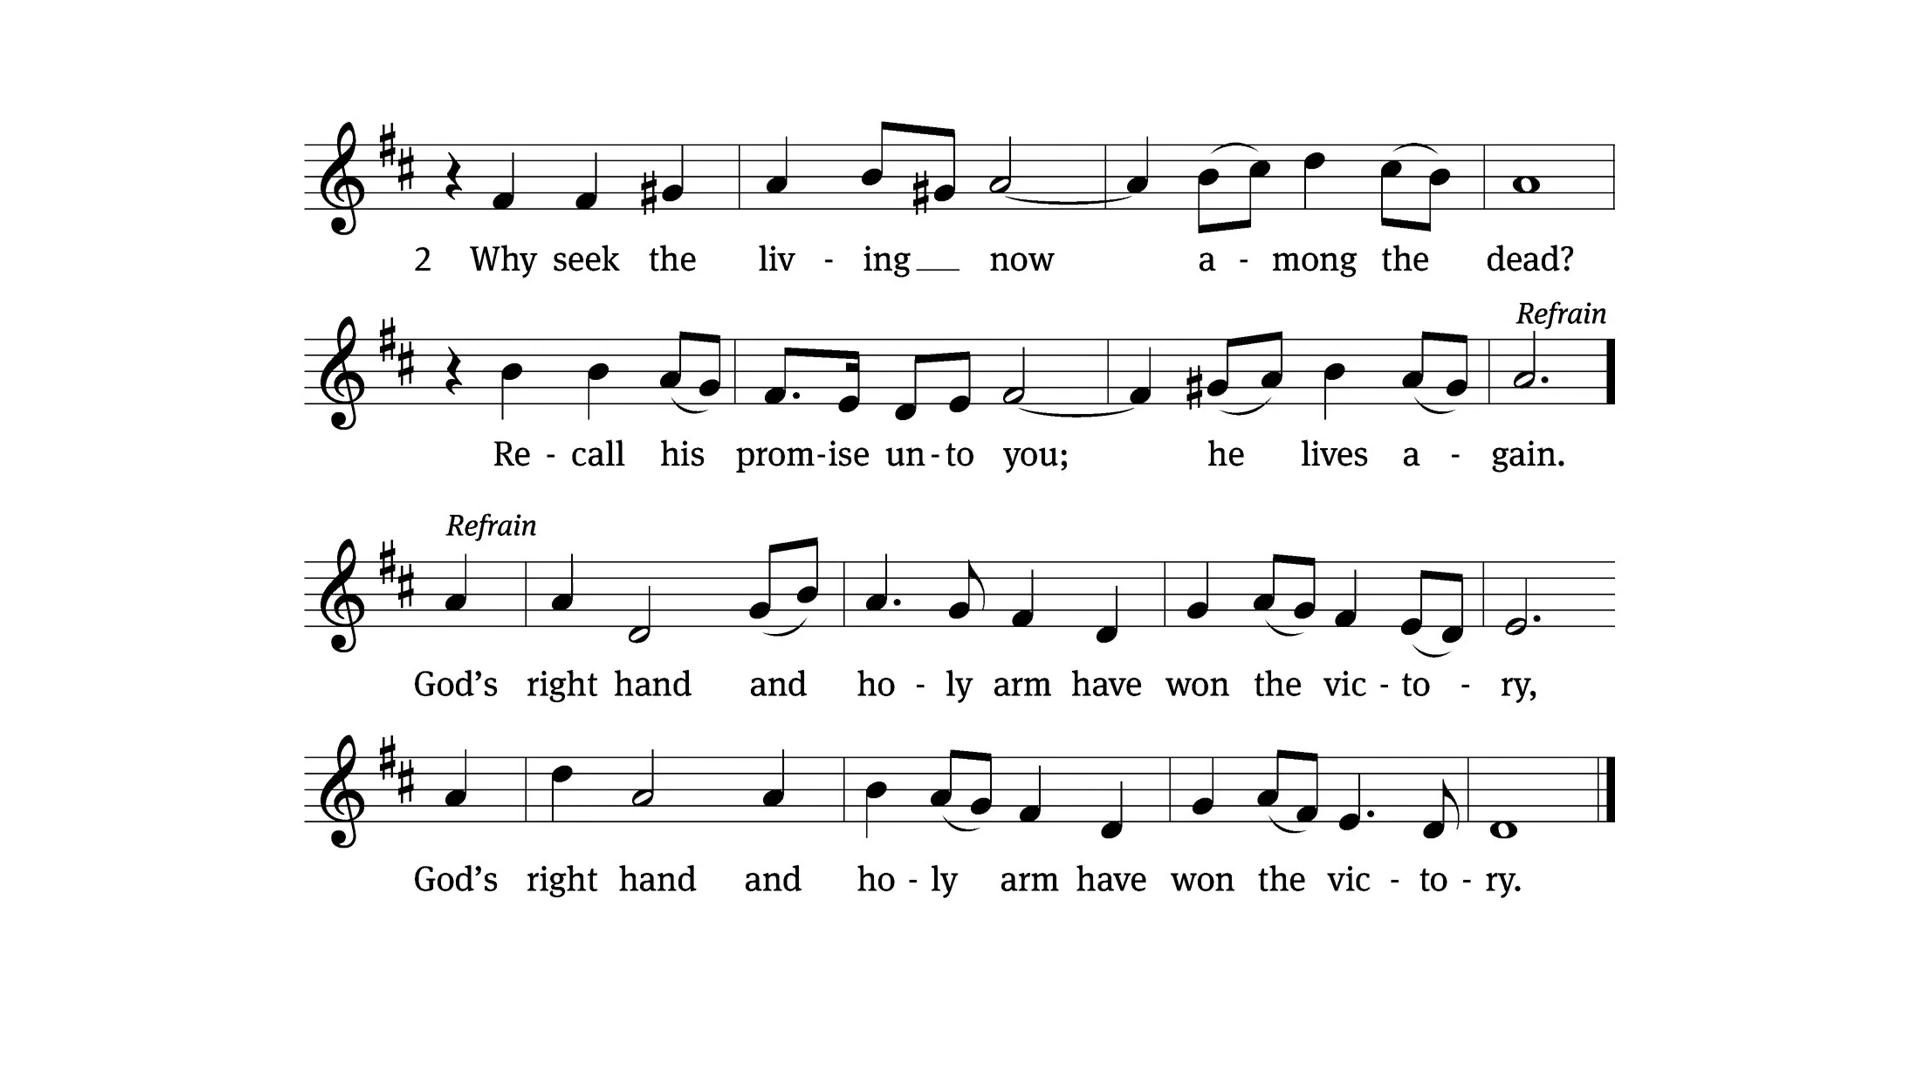 2 Why seek the liv - ing__ now a - mong the dead?
Refrain
Re - call his prom-ise un-to you; he lives a - gain.
Refrain
God’s right hand and ho - ly arm have won the vic - to - ry,
God’s right hand and ho - ly arm have won the vic - to - ry.